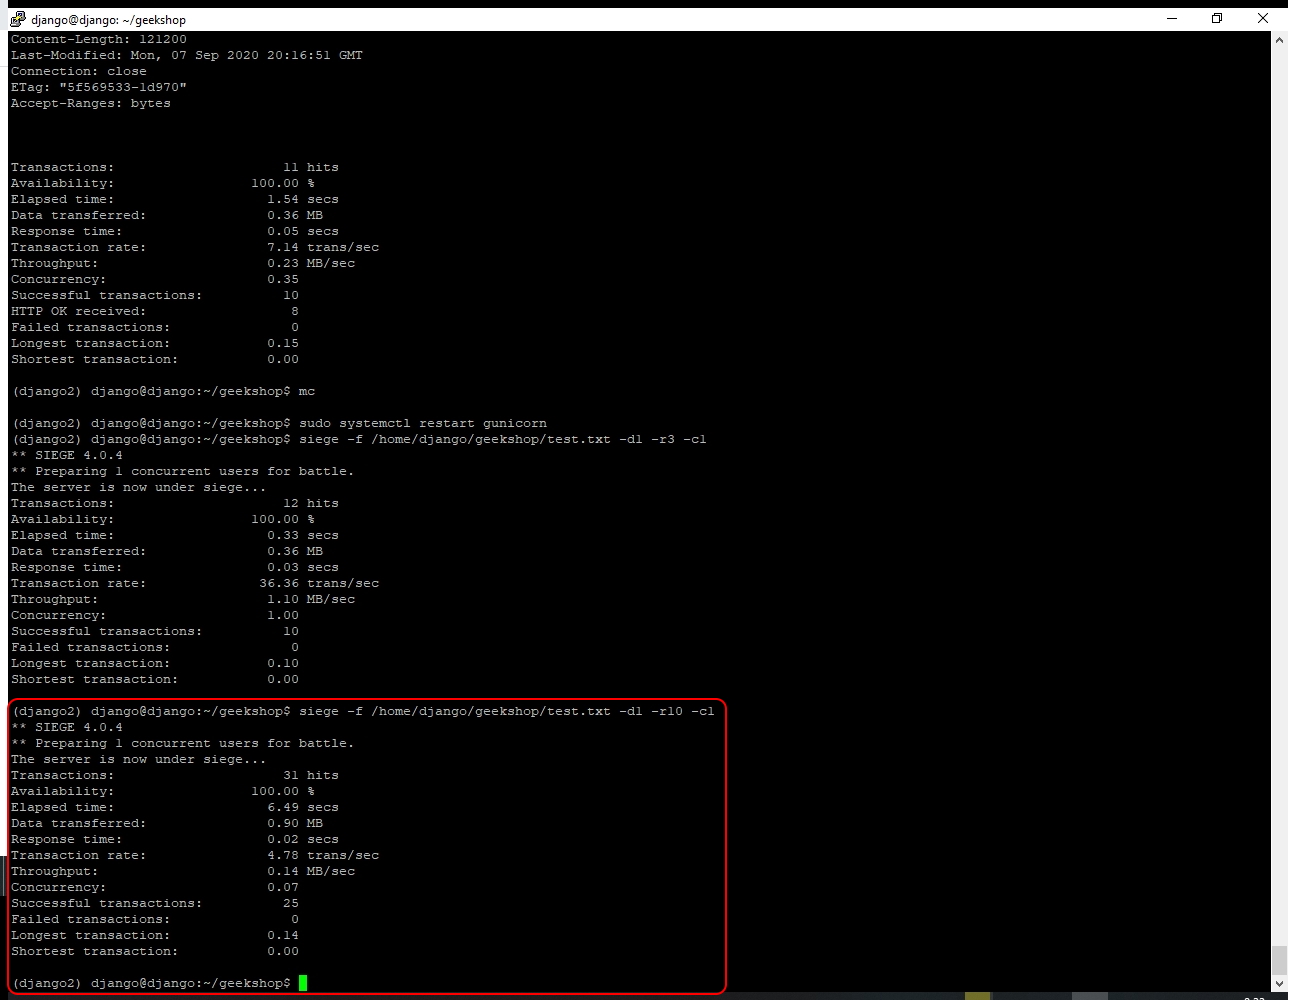 django@django: ~/geekshop
Content-Length: 121200
Last-Modified: Mon, 07 Sep 2020 20:16:51 GMT
Connection: close
ETag: "5f569533-1d970"
Accept-Ranges: bytes
Transactions: 11 hits
Availability: 100.00 %
Elapsed time: 1.54 secs
Data transferred: 0.36 MB
Response time: 0.05 secs
Transaction rate: 7.14 trans/sec
Throughput: 0.23 MB/sec
Concurrency: 0.35
Successful transactions: 10
HTTP OK received: 8
Failed transactions: 0
Longest transaction: 0.15
Shortest transaction: 0.00
(django2) django@django:~/geekshop$ mc
(django2) django@django:~/geekshop$ sudo systemctl restart gunicorn
(django2) django@django:~/geekshop$ siege -f /home/django/geekshop/test.txt -d1 -r3 -c1
** SIEGE 4.0.4
** Preparing 1 concurrent users for battle.
The server is now under siege...
Transactions: 12 hits
Availability: 100.00 %
Elapsed time: 0.33 secs
Data transferred: 0.36 MB
Response time: 0.03 secs
Transaction rate: 36.36 trans/sec
Throughput: 1.10 MB/sec
Concurrency: 1.00
Successful transactions: 10
Failed transactions: 0
Longest transaction: 0.10
Shortest transaction: 0.00
(django2) django@django:~/geekshop$ siege -f /home/django/geekshop/test.txt -d1 -r10 -c1
** SIEGE 4.0.4
** Preparing 1 concurrent users for battle.
The server is now under siege...
Transactions: 31 hits
Availability: 100.00 %
Elapsed time: 6.49 secs
Data transferred: 0.90 MB
Response time: 0.02 secs
Transaction rate: 4.78 trans/sec
Throughput: 0.14 MB/sec
Concurrency: 0.07
Successful transactions: 25
Failed transactions: 0
Longest transaction: 0.14
Shortest transaction: 0.00
(django2) django@django:~/geekshop$